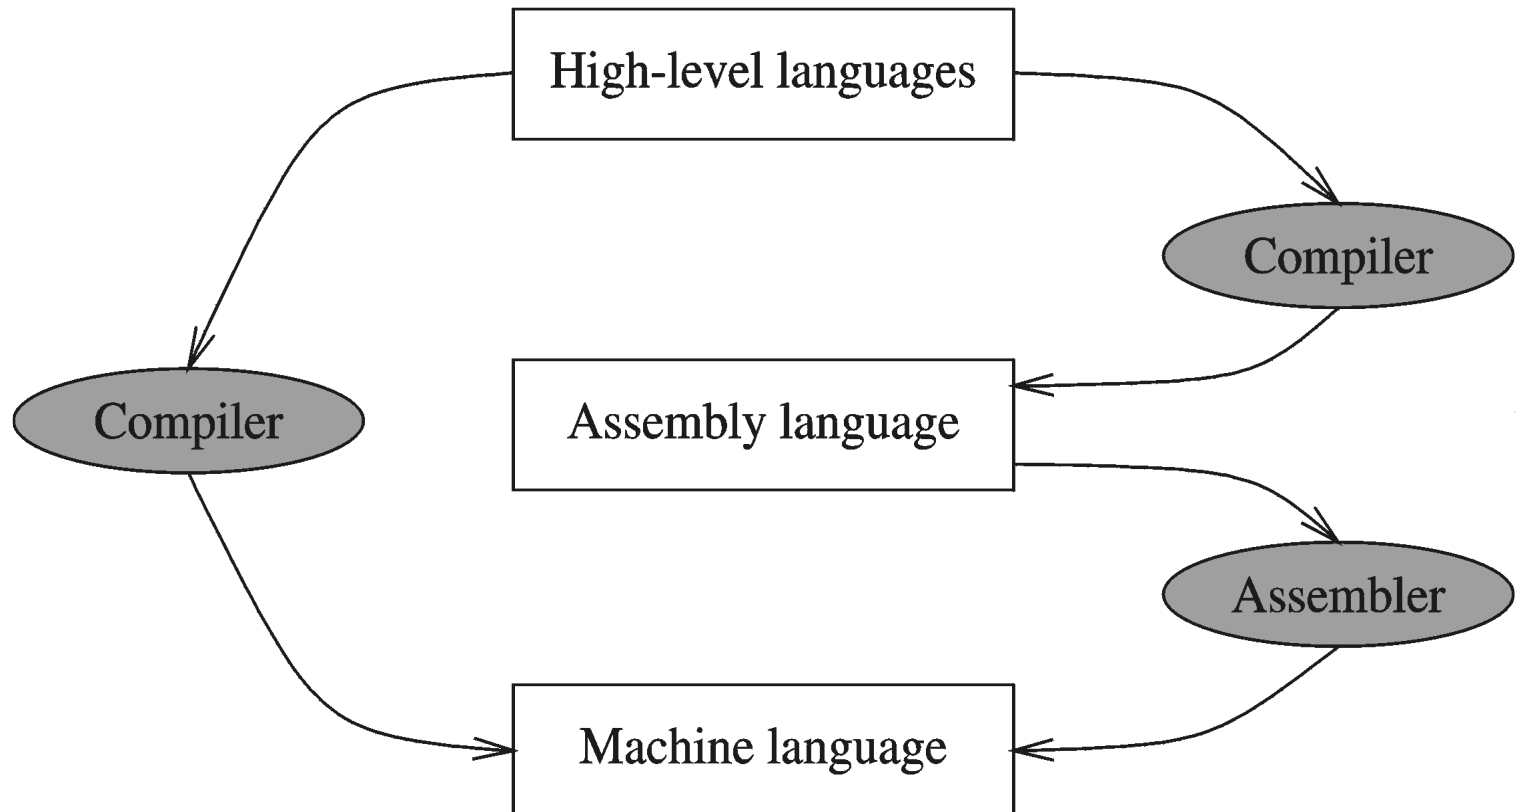 High-level languages
Compiler
Compiler
Assembly language
Assembler
Machine language